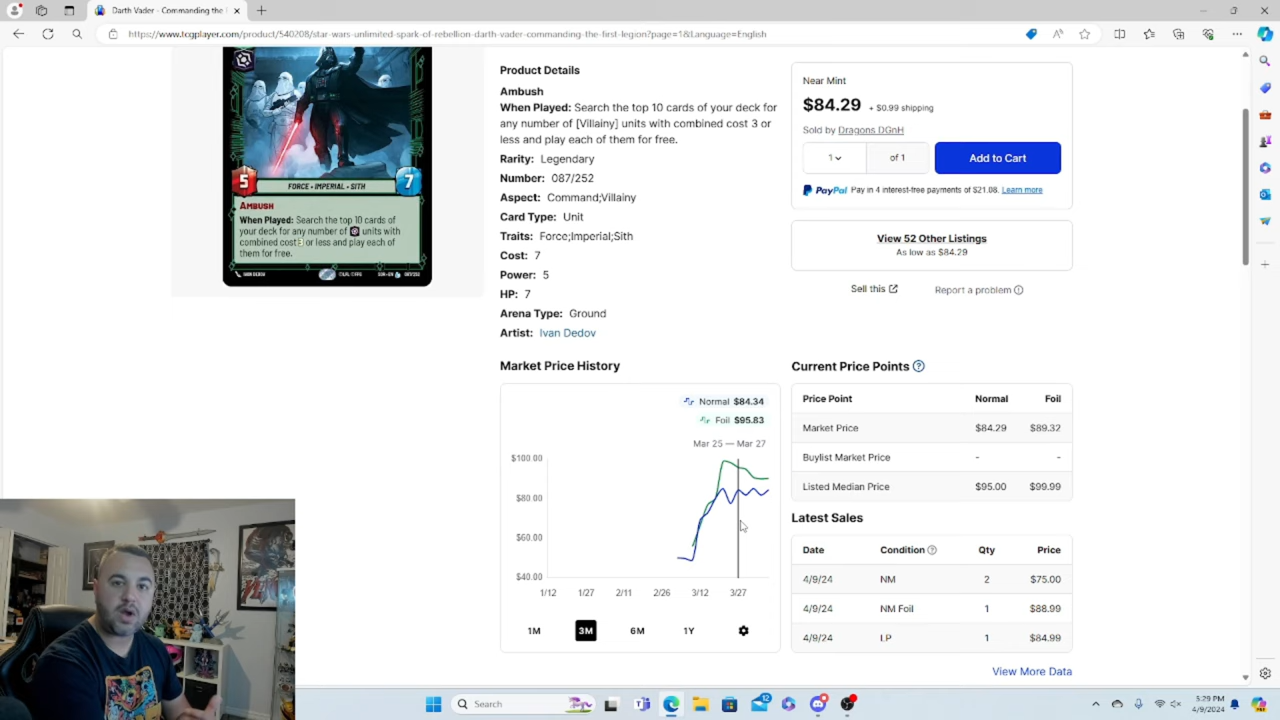 Darth Vader - Commanding the
https://www.tcgplayer.com/product/540208/star-wars-unlimited-spark-of-rebellion-darth-vader-commanding-the-first-legion?page=1&Language=English
5
FORCE • IMPERIAL • SITH
7
AMBUSH
When Played: Search the top 10 cards of
your deck for any number of units with
combined cost 3 or less and play each of
them for free.
Product Details
Ambush
When Played: Search the top 10 cards of your deck for
any number of [Villainy] units with combined cost 3 or
less and play each of them for free.
Rarity: Legendary
Number: 087/252
Aspect: Command;Villainy
Card Type: Unit
Traits: Force;Imperial;Sith
Cost: 7
Power: 5
HP: 7
Arena Type: Ground
Artist: Ivan Dedov
Near Mint
$84.29 + $0.99 shipping
Sold by Dragons DGnH
1 of 1
Add to Cart
PayPal Pay in 4 interest-free payments of $21.08. Learn more
View 52 Other Listings
As low as $84.29
Sell this
Report a problem
Market Price History
Normal $84.34
Foil $95.83
Mar 25 — Mar 27
$100.00
$80.00
$60.00
$40.00
1/12 1/27 2/11 2/26 3/12 3/27
1M 3M 6M 1Y
Current Price Points
Price Point Normal Foil
Market Price $84.29 $89.32
Buylist Market Price - -
Listed Median Price $95.00 $99.99
Latest Sales
Date Condition Qty Price
4/9/24 NM 2 $75.00
4/9/24 NM Foil 1 $88.99
4/9/24 LP 1 $84.99
View More Data
Search
12
5:29 PM
4/9/2024